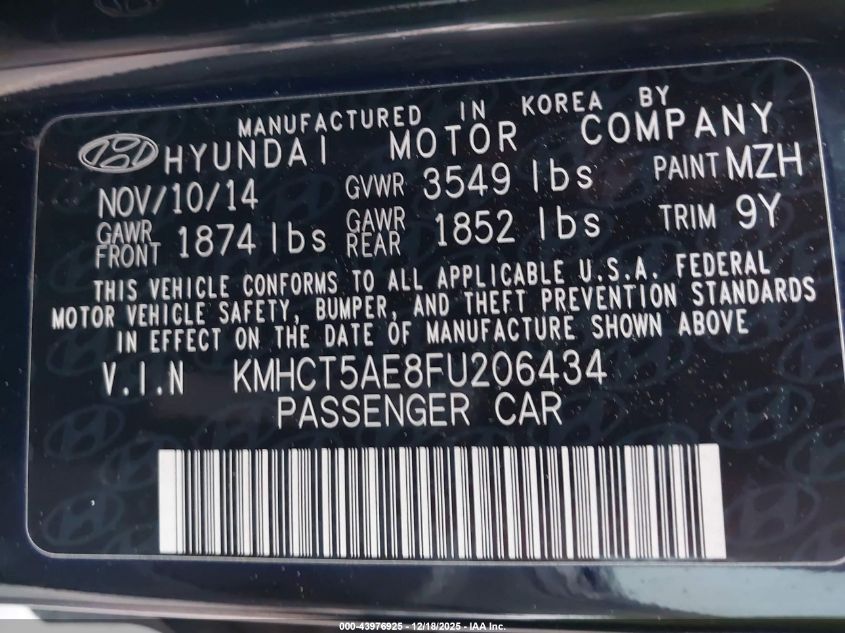 MANUFACTURED IN KOREA BY
HYUNDAI MOTOR COMPANY
NOV/10/14 GVWR 3549 lbs PAINT MZH
GAWR FRONT 1874 lbs GAWR REAR 1852 lbs TRIM 9Y
THIS VEHICLE CONFORMS TO ALL APPLICABLE U.S.A. FEDERAL
MOTOR VEHICLE SAFETY, BUMPER, AND THEFT PREVENTION STANDARDS
IN EFFECT ON THE DATE OF MANUFACTURE SHOWN ABOVE
V.I.N KMHCT5AE8FU206434
PASSENGER CAR
000-43976925 - 12/18/2025 - IAA Inc.